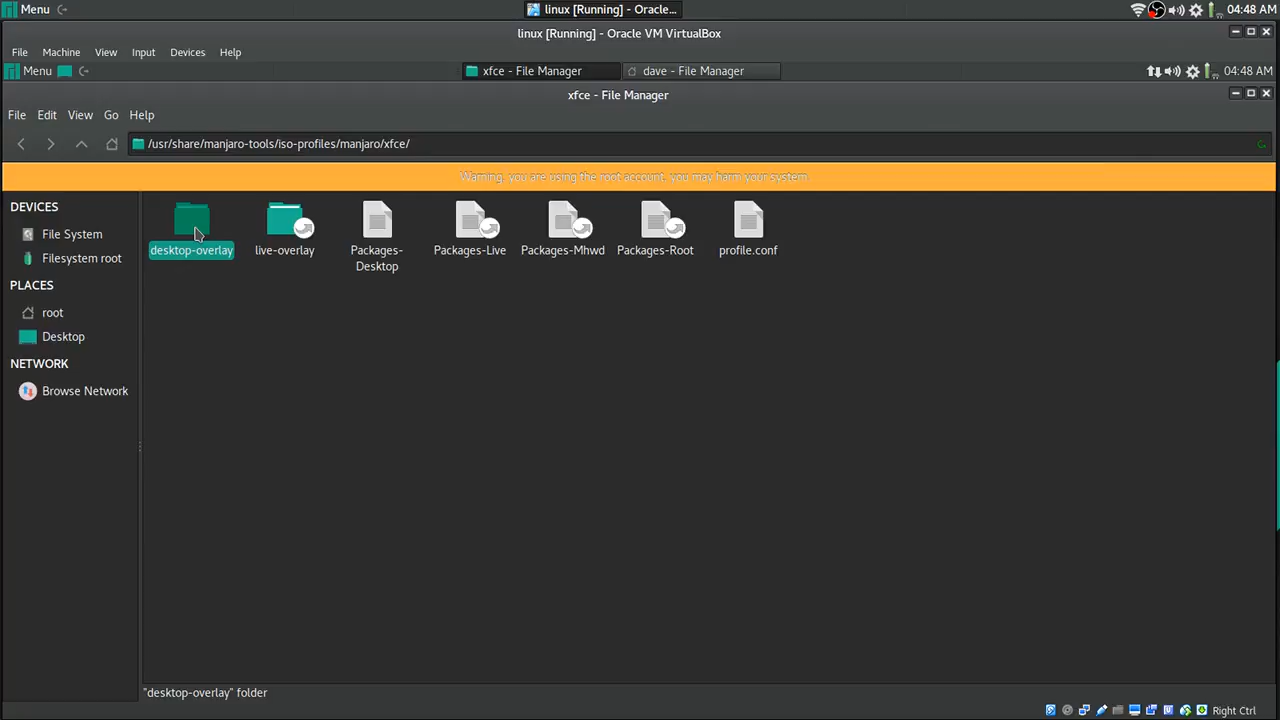 Menu
linux [Running] - Oracle...
04:48 AM
linux [Running] - Oracle VM VirtualBox
File Machine View Input Devices Help
Menu
xfce - File Manager
dave - File Manager
04:48 AM
xfce - File Manager
File Edit View Go Help
/usr/share/manjaro-tools/iso-profiles/manjaro/xfce/
Warning, you are using the root account, you may harm your system.
DEVICES
File System
Filesystem root
PLACES
root
Desktop
NETWORK
Browse Network
desktop-overlay
live-overlay
Packages-
Desktop
Packages-Live
Packages-Mhwd
Packages-Root
profile.conf
"desktop-overlay" folder
Right Ctrl